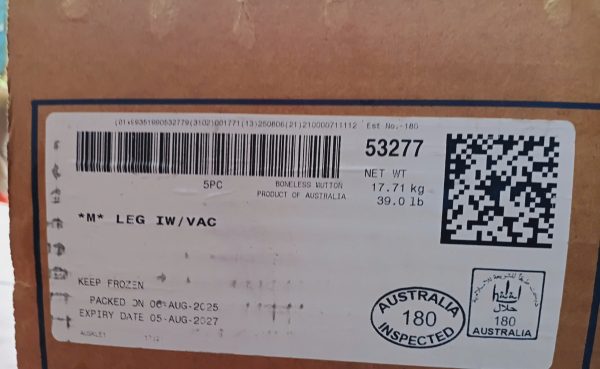 (01)99351990532779(3102)001771(13)250806(21)210000711112 Est No.-180
53277
5PC
BONELESS MUTTON
PRODUCT OF AUSTRALIA
NET WT
17.71 kg
39.0 lb
*M* LEG IW/VAC
KEEP FROZEN
PACKED ON 06-AUG-2025
EXPIRY DATE 05-AUG-2027
AUSTRALIA
180
INSPECTED
halal
حلال
180
AUSTRALIA